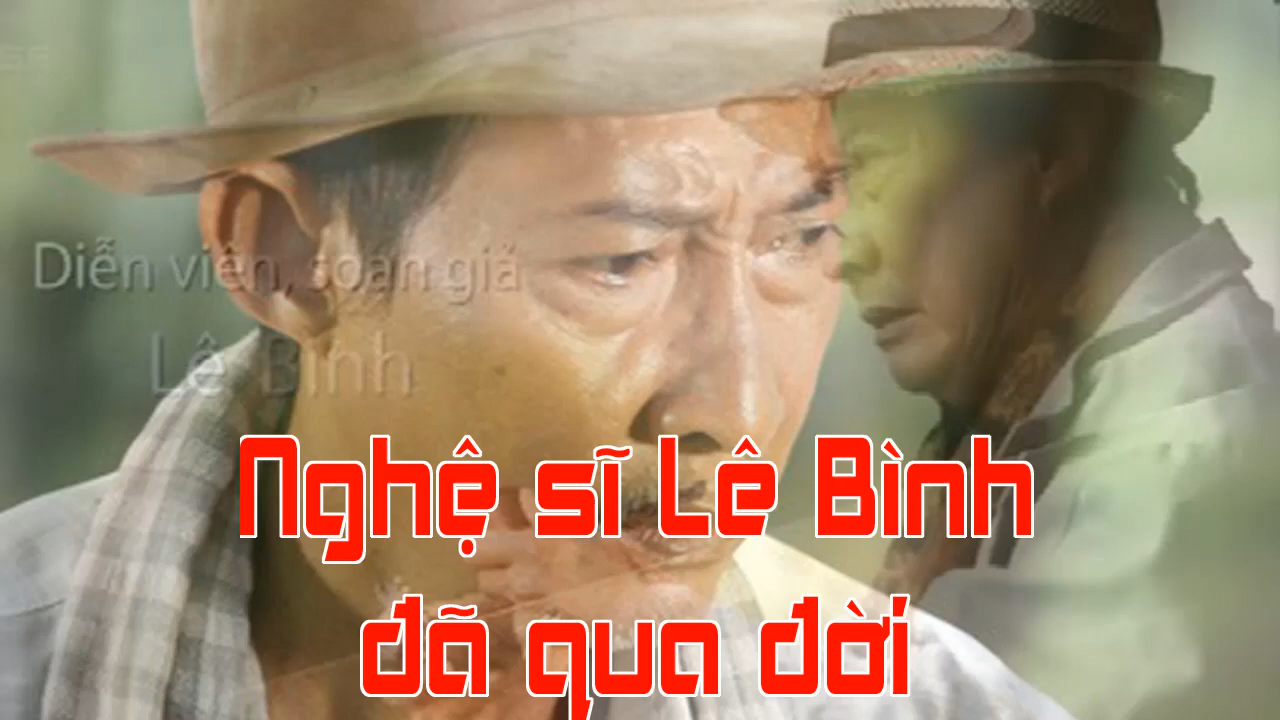 Diễn viên, soạn giả
Lê Bình
Nghệ sĩ Lê Bình
đã qua đời